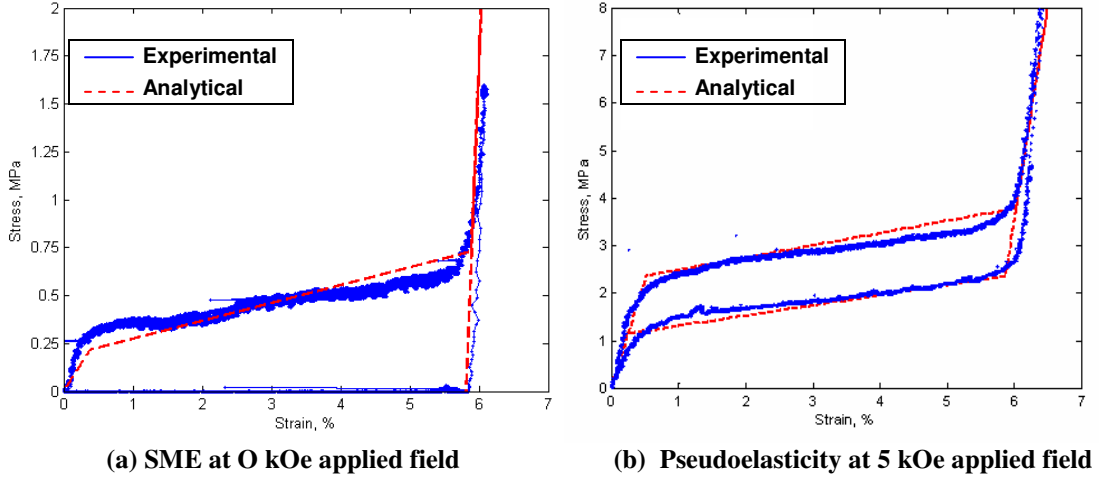 2
1.75
1.5
1.25
1
0.75
0.5
0.25
0
Stress, MPa
Experimental
Analytical
0 1 2 3 4 5 6 7
Strain, %
(a) SME at O kOe applied field
8
7
6
5
4
3
2
1
0
Stress, MPa
Experimental
Analytical
0 1 2 3 4 5 6 7
Strain, %
(b) Pseudoelasticity at 5 kOe applied field